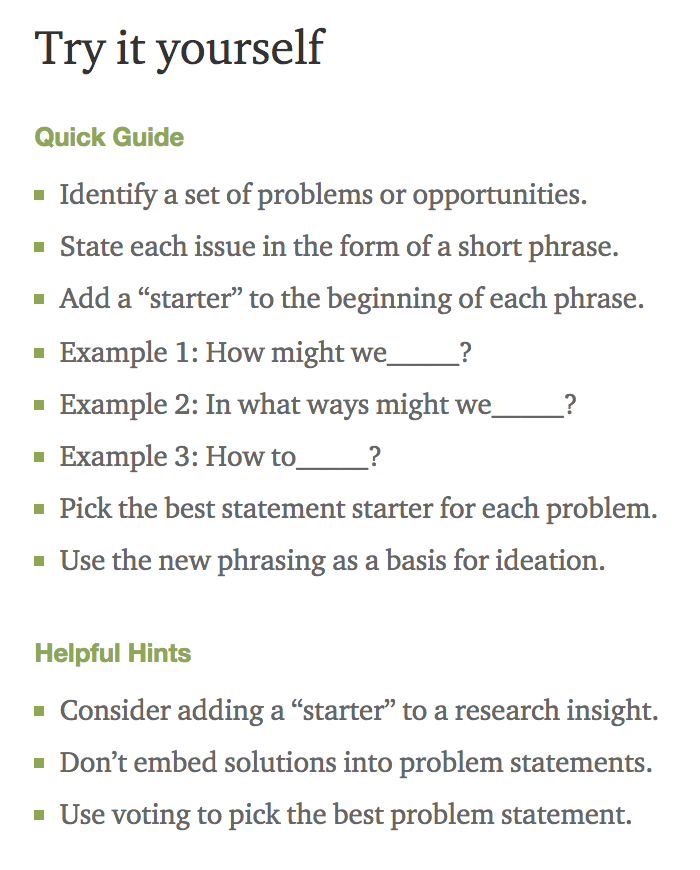 Try it yourself
Quick Guide
Identify a set of problems or opportunities.
State each issue in the form of a short phrase.
Add a “starter” to the beginning of each phrase.
Example 1: How might we_____?
Example 2: In what ways might we_____?
Example 3: How to_____?
Pick the best statement starter for each problem.
Use the new phrasing as a basis for ideation.
Helpful Hints
Consider adding a “starter” to a research insight.
Don’t embed solutions into problem statements.
Use voting to pick the best problem statement.